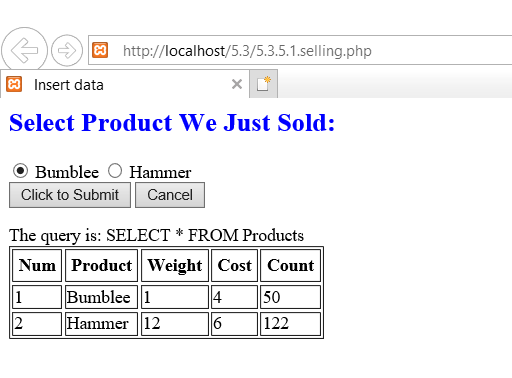 http://localhost/5.3/5.3.5.1.selling.php
Insert data
Select Product We Just Sold:
Bumblee Hammer
Click to Submit Cancel
The query is: SELECT * FROM Products
Num Product Weight Cost Count
1 Bumblee 1 4 50
2 Hammer 12 6 122